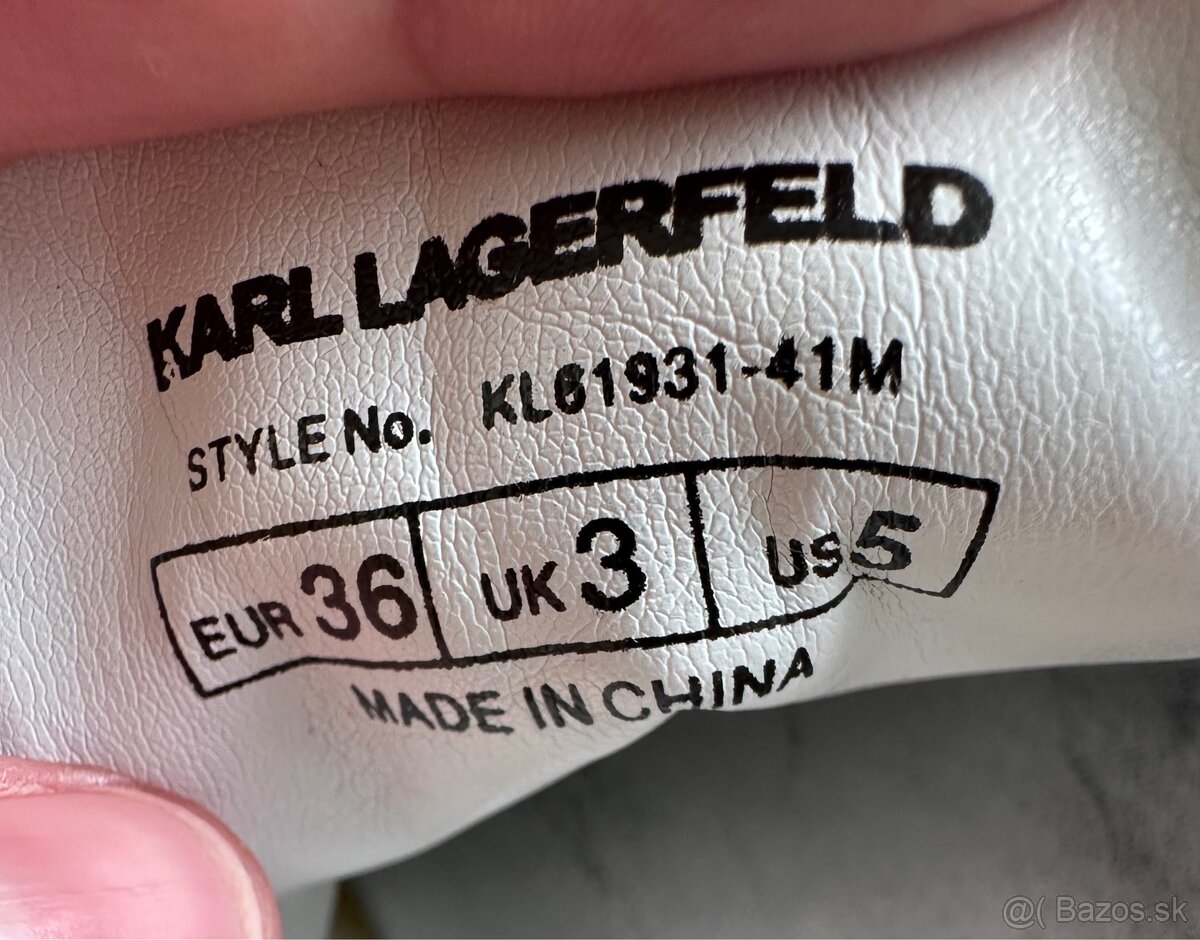 KARL LAGERFELD
STYLE No. KL61931-41M
EUR 36 UK 3 US 5
MADE IN CHINA
@( Bazos.sk